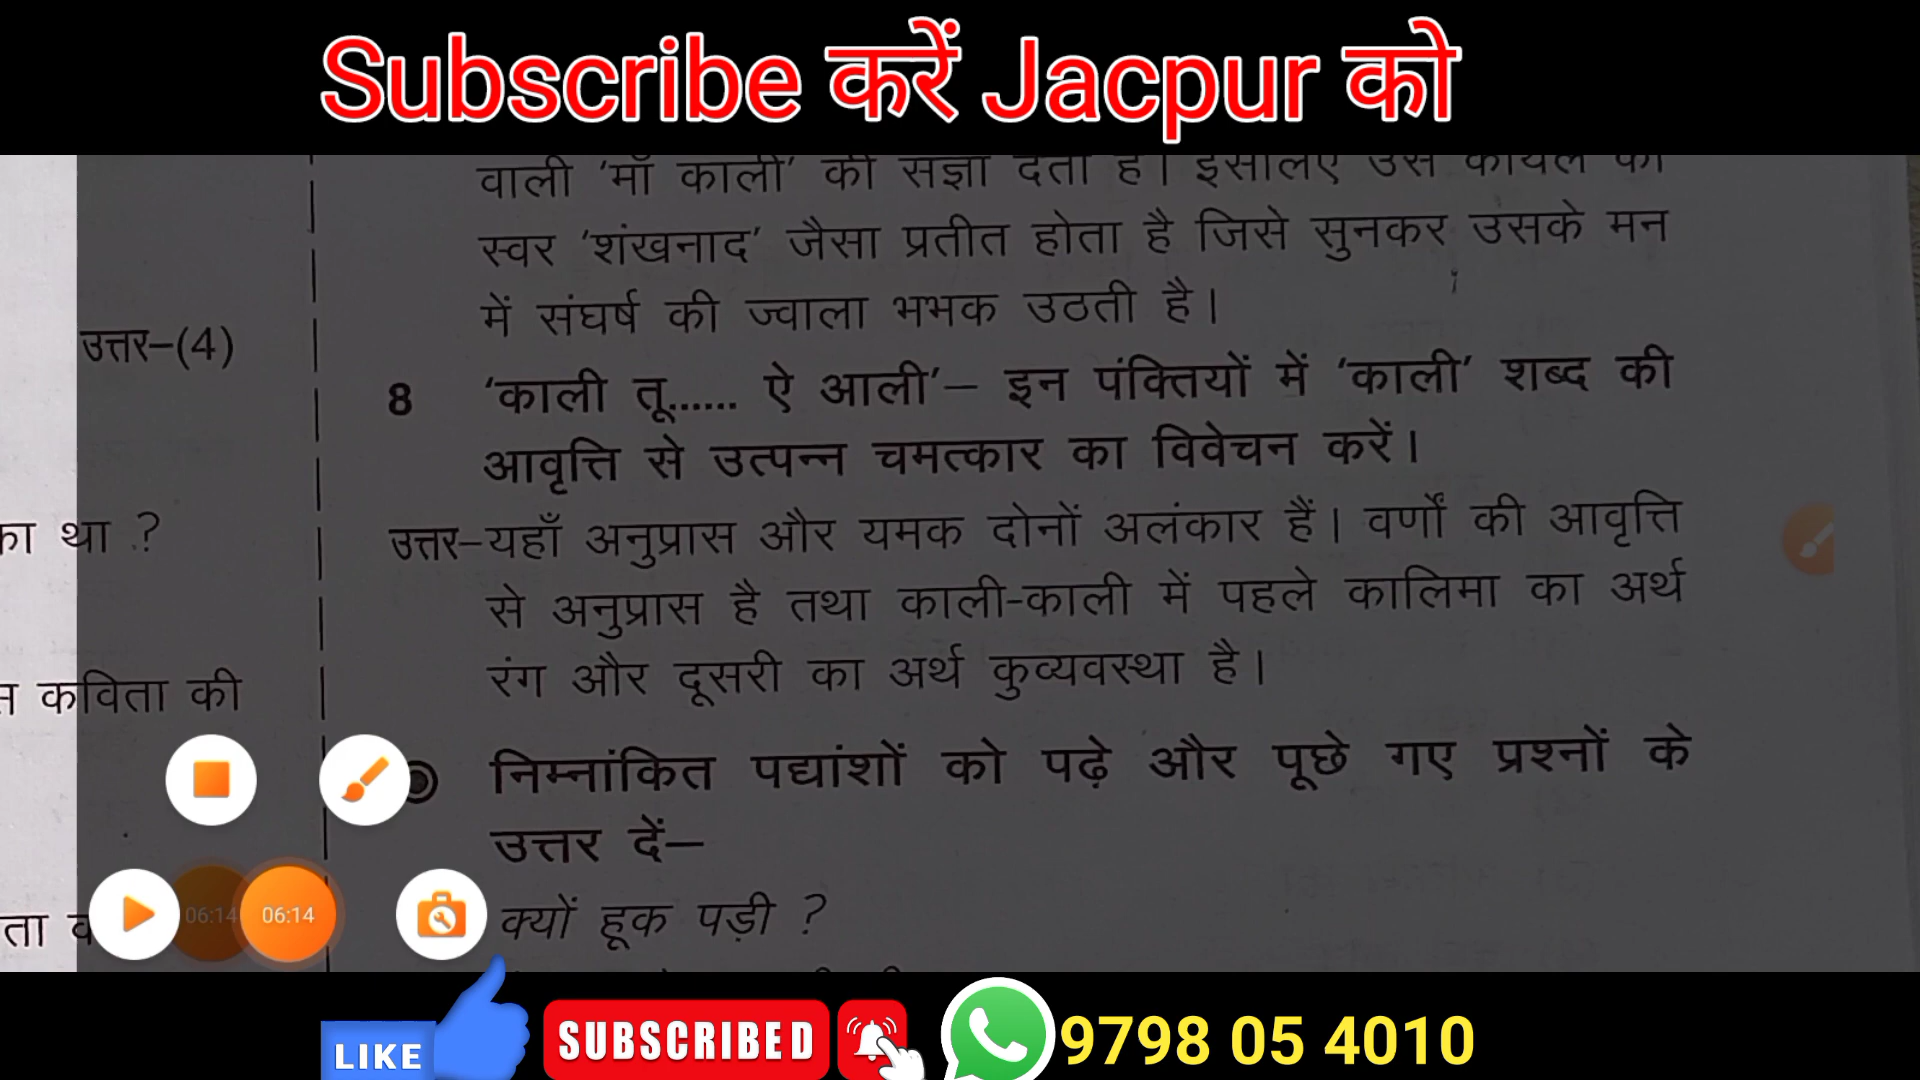 Subscribe करें Jacpur को
वाली 'माँ काली' की संज्ञा देता है। इसलिए उसे कोयल का
स्वर 'शंखनाद' जैसा प्रतीत होता है जिसे सुनकर उसके मन
में संघर्ष की ज्वाला भभक उठती है।
उत्तर–(4)
8 'काली तू...... ऐ आली'– इन पंक्तियों में 'काली' शब्द की
आवृत्ति से उत्पन्न चमत्कार का विवेचन करें।
का था ?
उत्तर–यहाँ अनुप्रास और यमक दोनों अलंकार हैं। वर्णों की आवृत्ति
से अनुप्रास है तथा काली-काली में पहले कालिमा का अर्थ
रंग और दूसरी का अर्थ कुव्यवस्था है।
कविता की
निम्नांकित पद्यांशों को पढ़े और पूछे गए प्रश्नों के
उत्तर दें–
06:14 06:14
क्यों हूक पड़ी ?
LIKE SUBSCRIBED 9798 05 4010